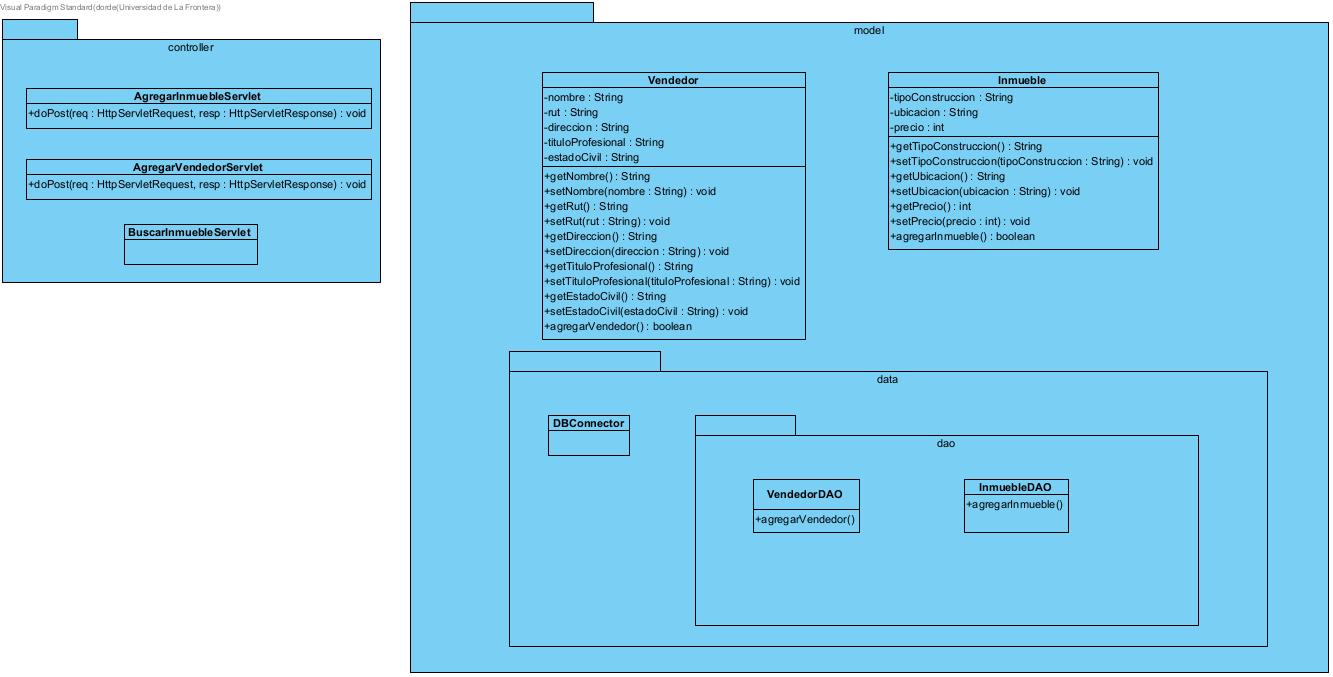 Visual Paradigm Standard(dorde(Universidad de La Frontera))
controller
AgregarInmuebleServlet
+doPost(req : HttpServletRequest, resp : HttpServletResponse) : void
AgregarVendedorServlet
+doPost(req : HttpServletRequest, resp : HttpServletResponse) : void
BuscarInmuebleServlet
model
Vendedor
-nombre : String
-rut : String
-direccion : String
-tituloProfesional : String
-estadoCivil : String
+getNombre() : String
+setNombre(nombre : String) : void
+getRut() : String
+setRut(rut : String) : void
+getDireccion() : String
+setDireccion(direccion : String) : void
+getTituloProfesional() : String
+setTituloProfesional(tituloProfesional : String) : void
+getEstadoCivil() : String
+setEstadoCivil(estadoCivil : String) : void
+agregarVendedor() : boolean
Inmueble
-tipoConstruccion : String
-ubicacion : String
-precio : int
+getTipoConstruccion() : String
+setTipoConstruccion(tipoConstruccion : String) : void
+getUbicacion() : String
+setUbicacion(ubicacion : String) : void
+getPrecio() : int
+setPrecio(precio : int) : void
+agregarInmueble() : boolean
data
DBConnector
dao
VendedorDAO
+agregarVendedor()
InmuebleDAO
+agregarInmueble()